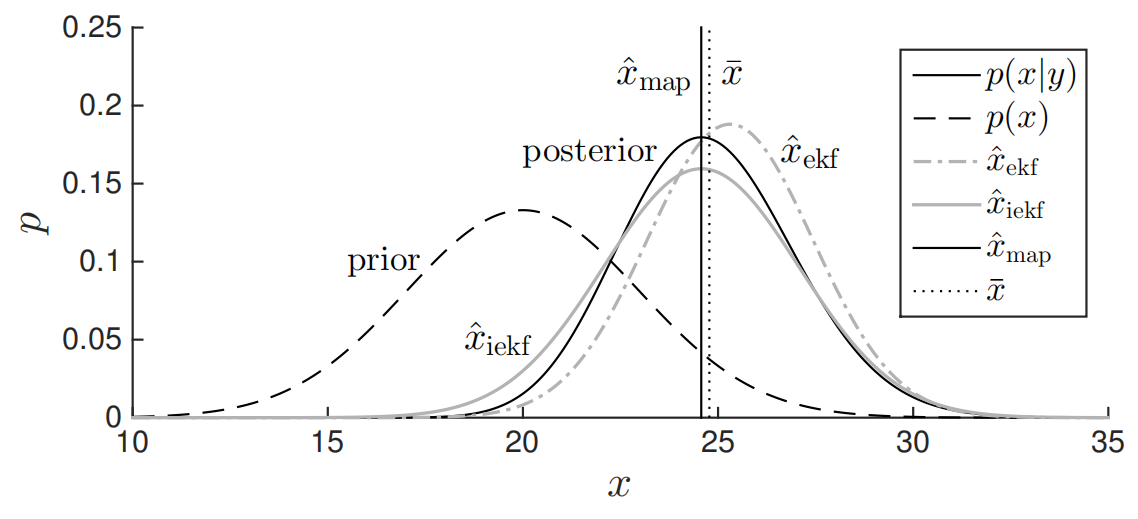 0.25
0.2
0.15
0.1
0.05
0
p
10
15
20
25
30
35
x
x̂map
x̄
posterior
x̂ekf
prior
x̂iekf
p(x|y)
p(x)
x̂ekf
x̂iekf
x̂map
x̄